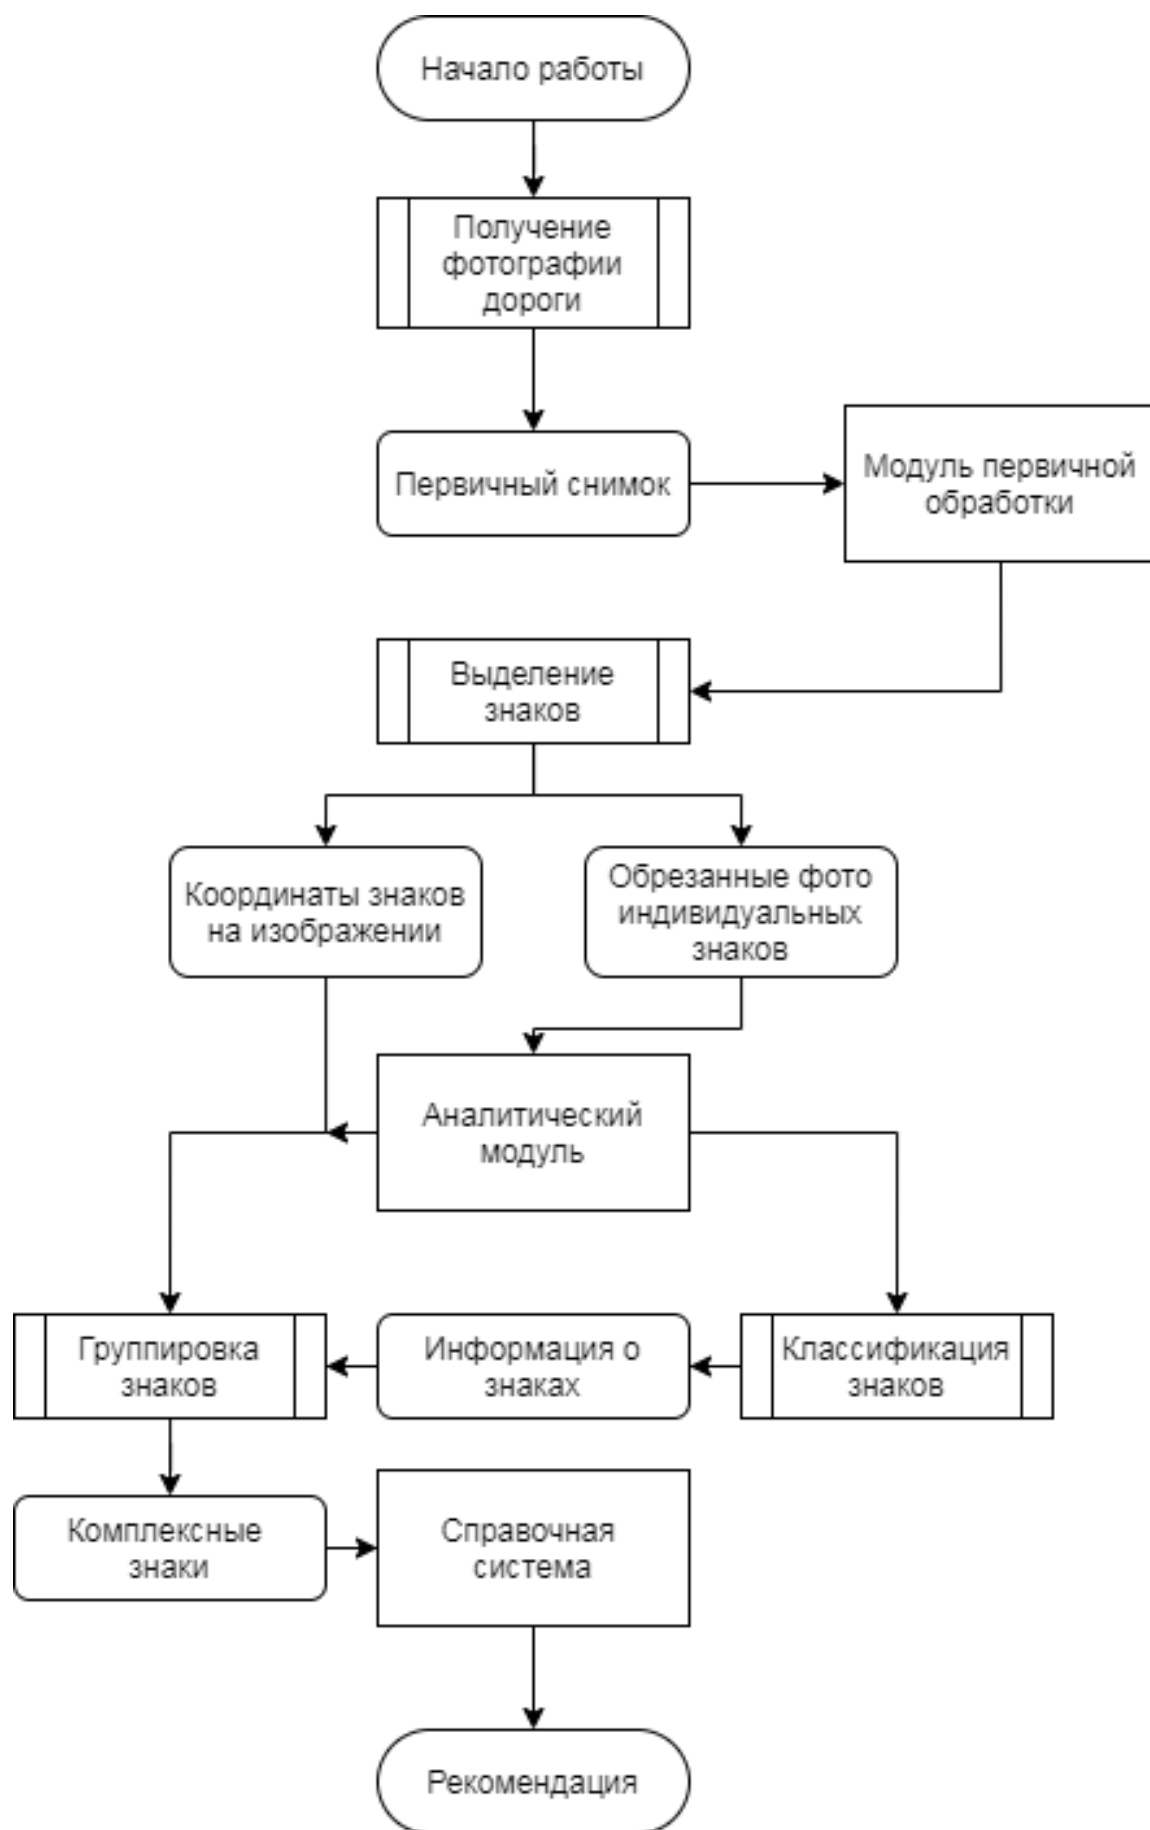 Начало работы
Получение
фотографии
дороги
Первичный снимок
Модуль первичной
обработки
Выделение
знаков
Координаты знаков
на изображении
Обрезанные фото
индивидуальных
знаков
Аналитический
модуль
Группировка
знаков
Информация о
знаках
Классификация
знаков
Комплексные
знаки
Справочная
система
Рекомендация